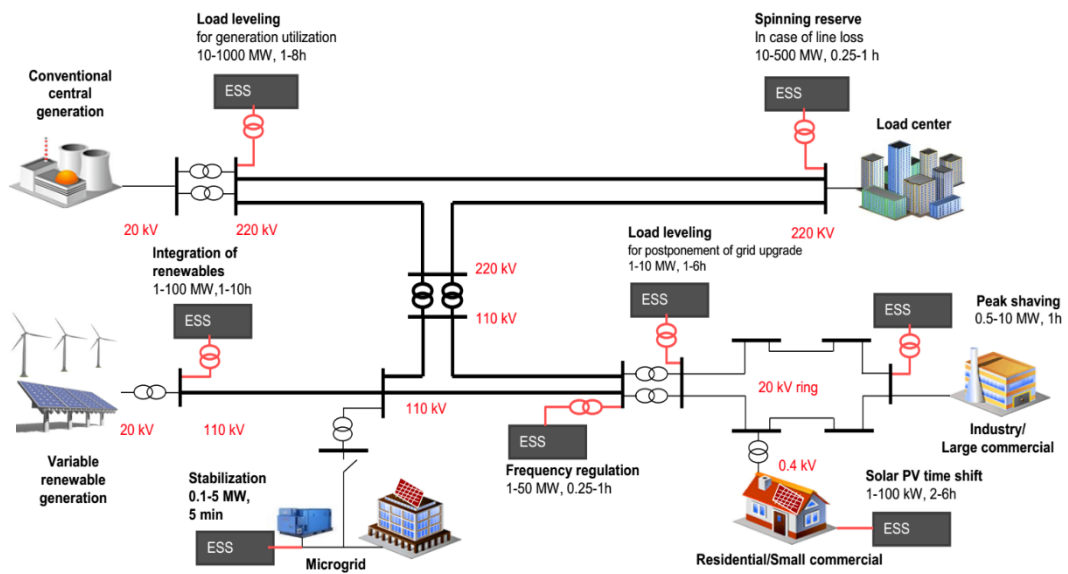 Load leveling
for generation utilization
10-1000 MW, 1-8h
ESS
Spinning reserve
In case of line loss
10-500 MW, 0.25-1 h
ESS
Conventional
central
generation
Load center
20 kV
220 kV
220 KV
Integration of
renewables
1-100 MW,1-10h
ESS
220 kV
110 kV
Load leveling
for postponement of grid upgrade
1-10 MW, 1-6h
ESS
Peak shaving
0.5-10 MW, 1h
ESS
20 kV
110 kV
110 kV
20 kV ring
Variable
renewable
generation
Industry/
Large commercial
ESS
Frequency regulation
1-50 MW, 0.25-1h
0.4 kV
Solar PV time shift
1-100 kW, 2-6h
ESS
Stabilization
0.1-5 MW,
5 min
ESS
Microgrid
Residential/Small commercial